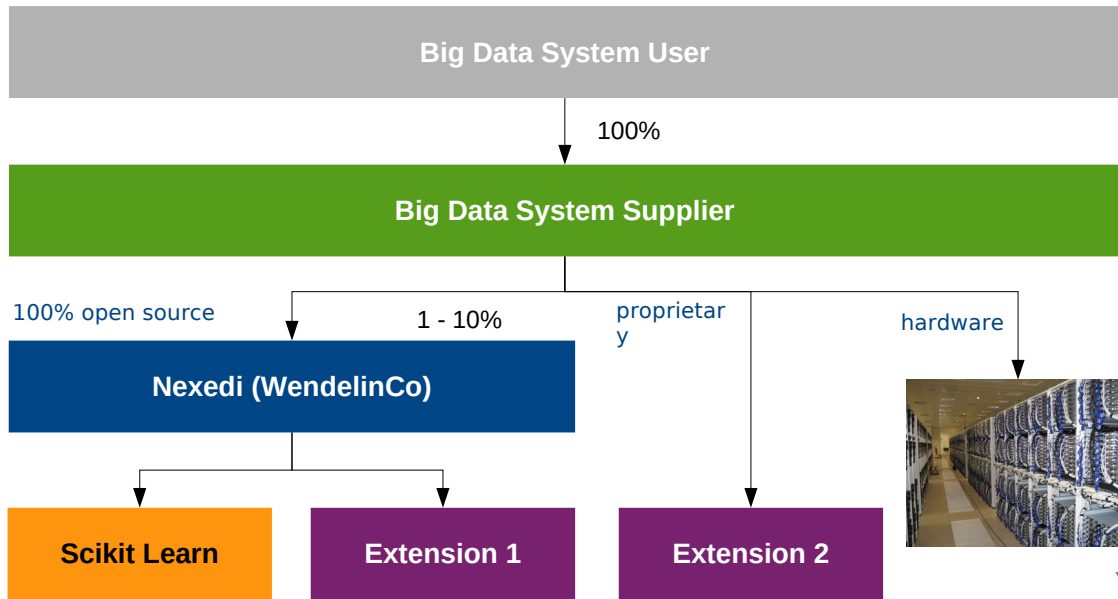 Big Data System User
100%
Big Data System Supplier
100% open source
1 - 10%
proprietar
y
hardware
Nexedi (WendelinCo)
Scikit Learn
Extension 1
Extension 2